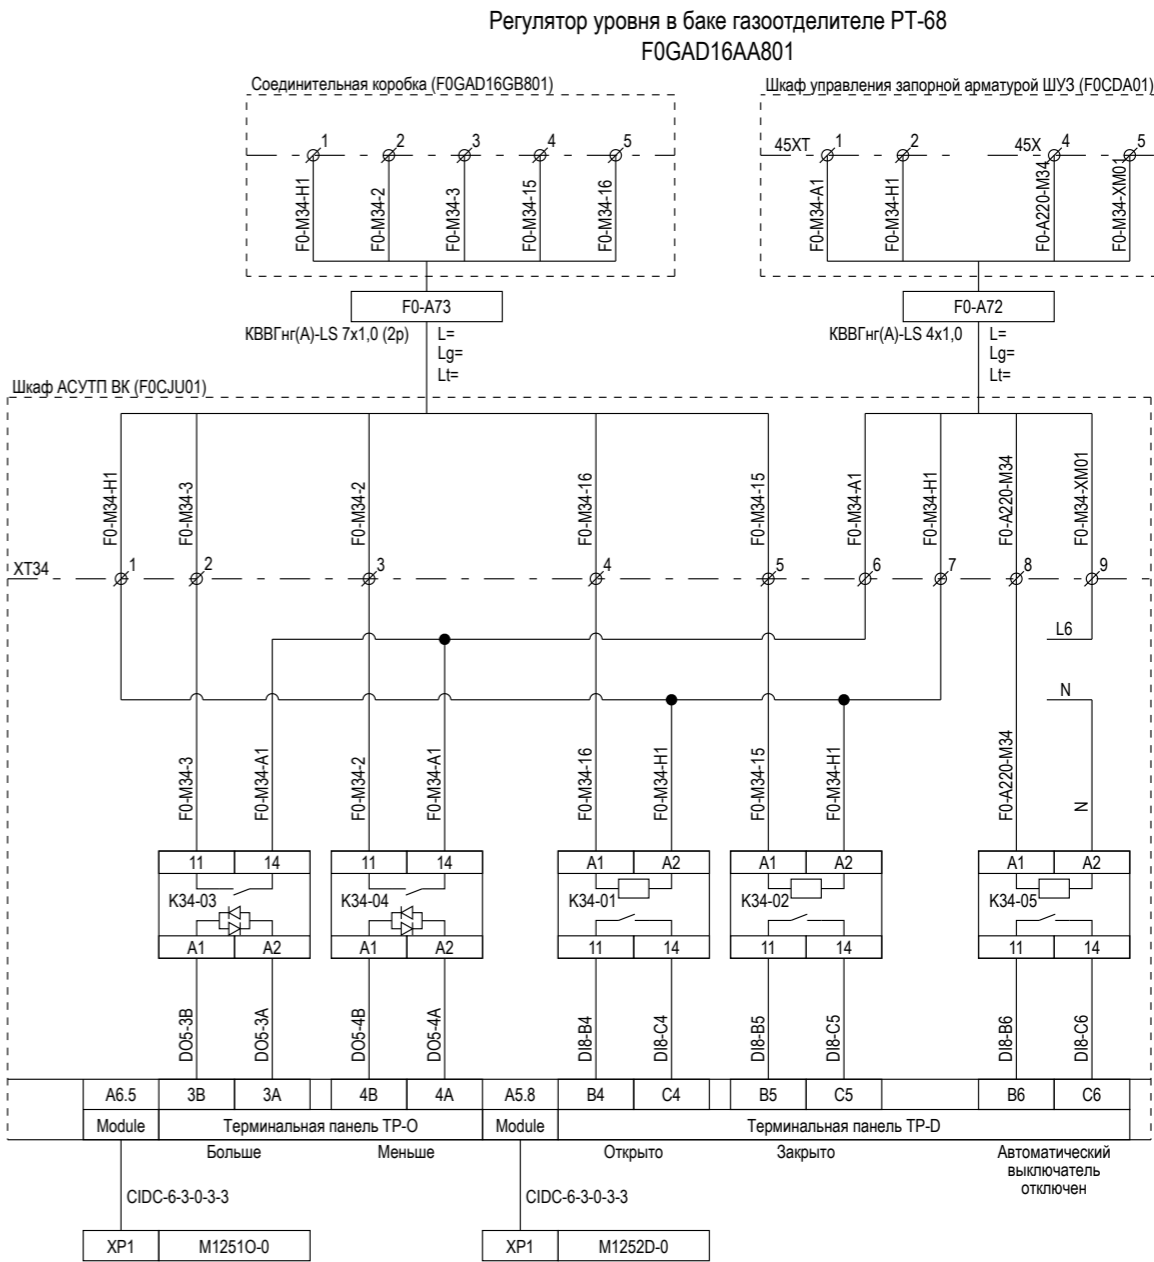 Регулятор уровня в баке газоотделителе РТ-68
F0GAD16AA801
Соединительная коробка (F0GAD16GB801)
Шкаф управления запорной арматурой ШУЗ (F0CDA01)
1 2 3 4 5
45XT 1 2 45X 4 5
F0-M34-H1 F0-M34-2 F0-M34-3 F0-M34-15 F0-M34-16
F0-M34-A1 F0-M34-H1 F0-A220-M34 F0-M34-XM01
F0-A73
F0-A72
КВВГнг(А)-LS 7x1,0 (2р) L=
Lg=
Lt=
КВВГнг(А)-LS 4x1,0 L=
Lg=
Lt=
Шкаф АСУТП ВК (F0CJU01)
F0-M34-H1 F0-M34-3 F0-M34-2 F0-M34-16 F0-M34-15 F0-M34-A1 F0-M34-H1 F0-A220-M34 F0-M34-XM01
XT34 1 2 3 4 5 6 7 8 9
L6
N
F0-M34-3 F0-M34-A1 F0-M34-2 F0-M34-A1 F0-M34-16 F0-M34-H1 F0-M34-15 F0-M34-H1 F0-A220-M34 N
11 14 11 14 A1 A2 A1 A2 A1 A2
K34-03 K34-04 K34-01 K34-02 K34-05
A1 A2 A1 A2 11 14 11 14 11 14
DO5-3B DO5-3A DO5-4B DO5-4A DI8-B4 DI8-C4 DI8-B5 DI8-C5 DI8-B6 DI8-C6
A6.5 3B 3A 4B 4A A5.8 B4 C4 B5 C5 B6 C6
Module Терминальная панель TP-O Module Терминальная панель TP-D
Больше Меньше Открыто Закрыто Автоматический
выключатель
отключен
CIDC-6-3-0-3-3 CIDC-6-3-0-3-3
XP1 M1251O-0 XP1 M1252D-0